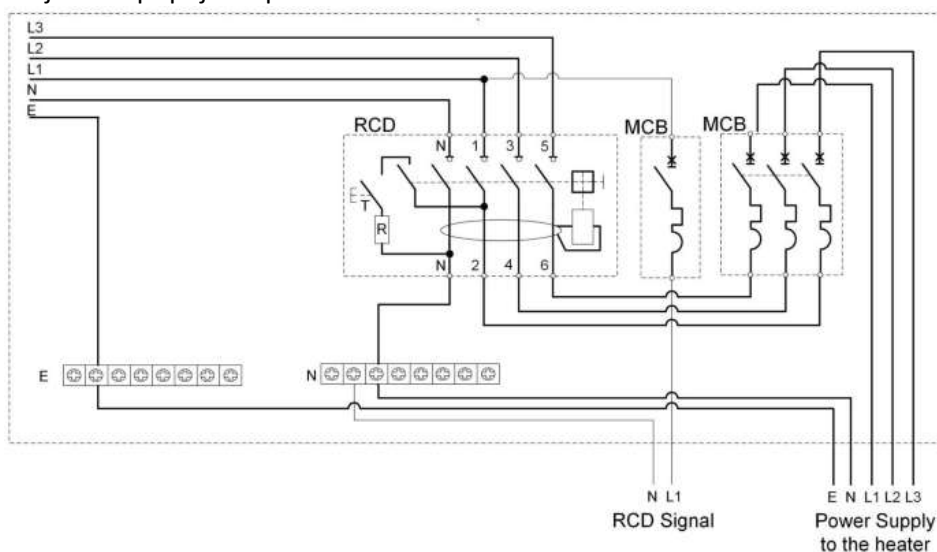 L3
L2
L1
N
E
RCD
MCB
MCB
N 1 3 5
T
R
N 2 4 6
E
N
N L1
E N L1 L2 L3
RCD Signal
Power Supply
to the heater